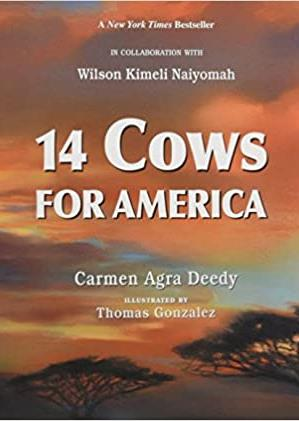 A New York Times Bestseller
IN COLLABORATION WITH
Wilson Kimeli Naiyomah
14 COWS
FOR AMERICA
Carmen Agra Deedy
ILLUSTRATED BY
Thomas Gonzalez